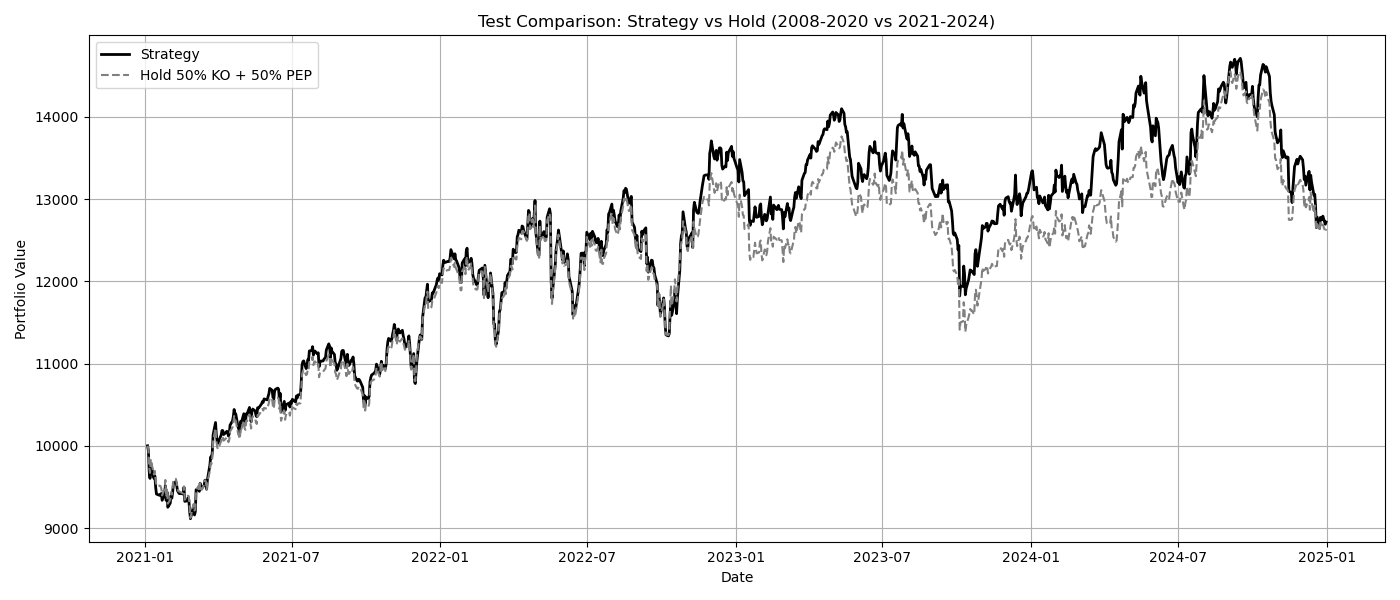 Test Comparison: Strategy vs Hold (2008-2020 vs 2021-2024)
Strategy
Hold 50% KO + 50% PEP
Portfolio Value
14000
13000
12000
11000
10000
9000
2021-01 2021-07 2022-01 2022-07 2023-01 2023-07 2024-01 2024-07 2025-01
Date